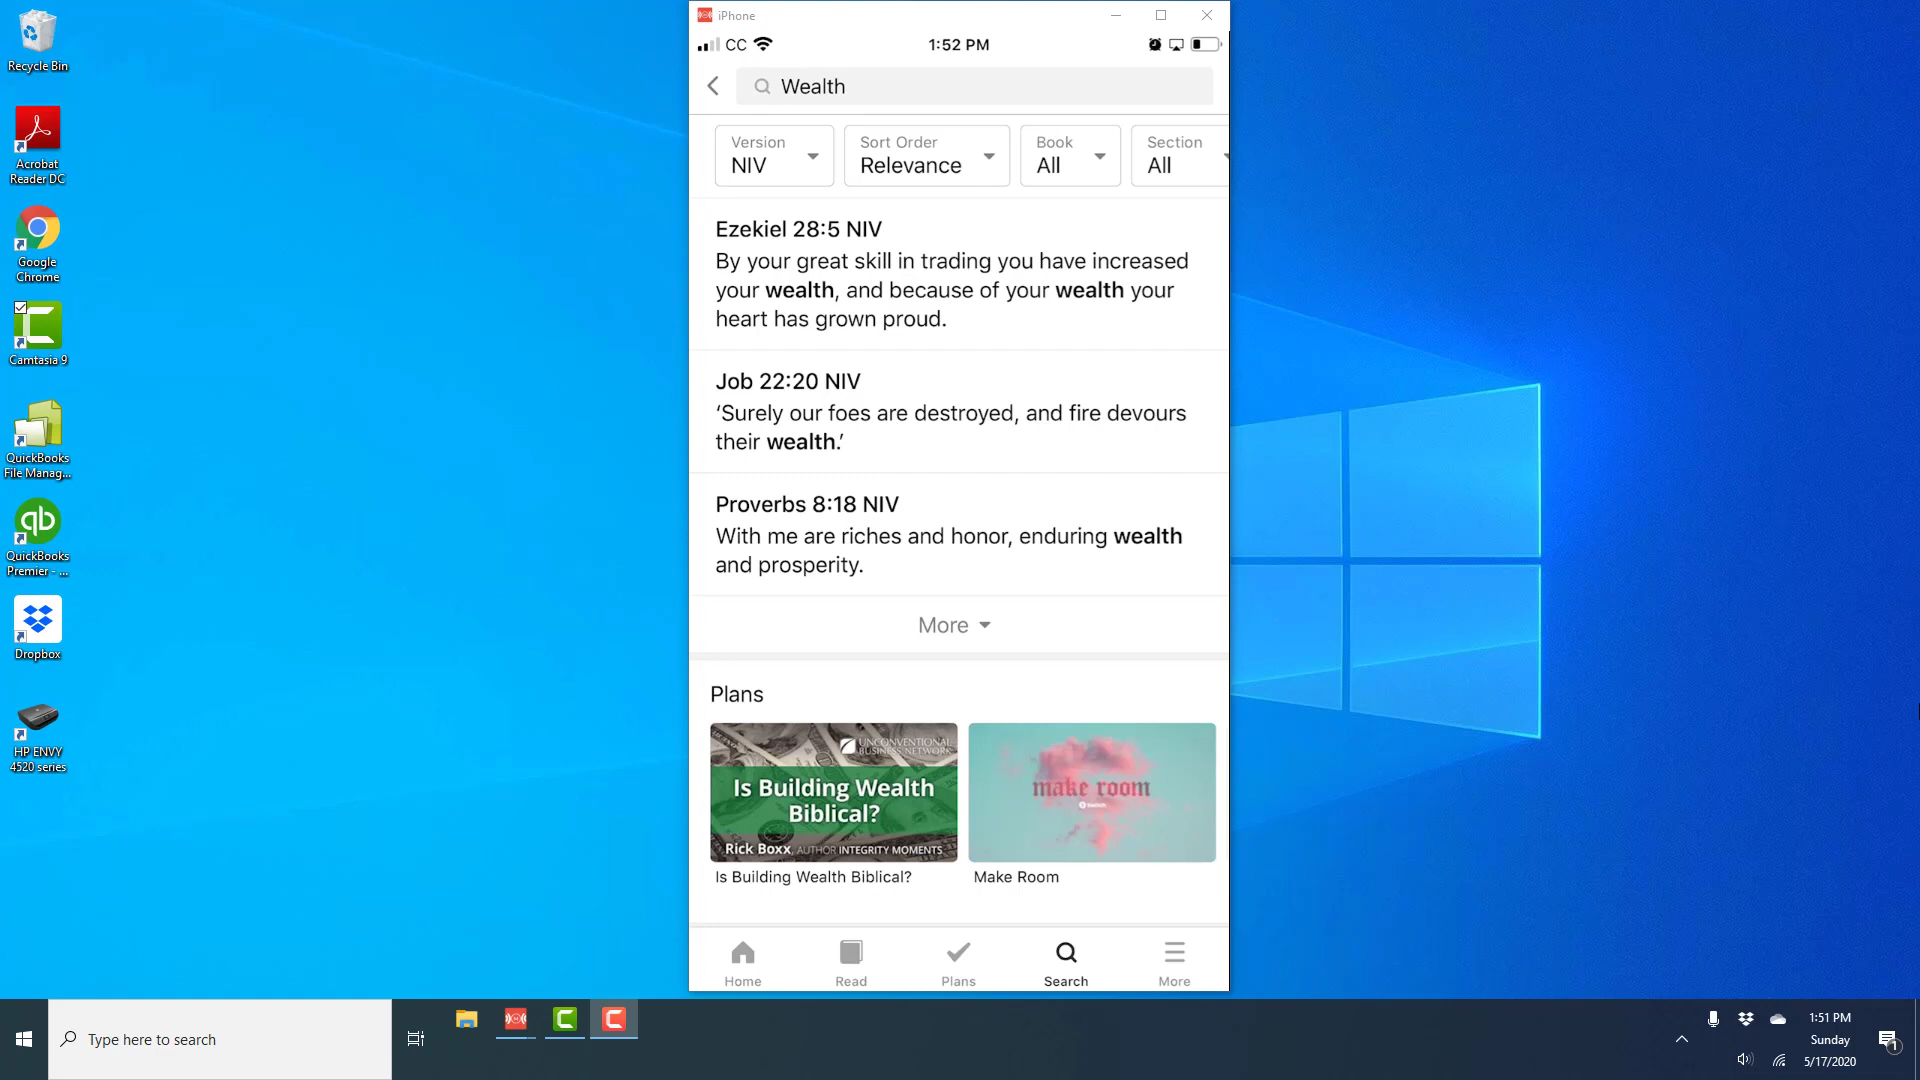 Recycle Bin
Acrobat
Reader DC
Google
Chrome
Camtasia 9
QuickBooks
File Manag...
QuickBooks
Premier - ...
Dropbox
HP ENVY
4520 series
iPhone
CC
1:52 PM
Wealth
Version
NIV
Sort Order
Relevance
Book
All
Section
All
Ezekiel 28:5 NIV
By your great skill in trading you have increased
your wealth, and because of your wealth your
heart has grown proud.
Job 22:20 NIV
‘Surely our foes are destroyed, and fire devours
their wealth.’
Proverbs 8:18 NIV
With me are riches and honor, enduring wealth
and prosperity.
More
Plans
UNCONVENTIONAL
BUSINESS NETWORK
Is Building Wealth
Biblical?
Rick Boxx, AUTHOR INTEGRITY MOMENTS
Is Building Wealth Biblical?
make room
Make Room
Home
Read
Plans
Search
More
Type here to search
1:51 PM
Sunday
5/17/2020
1